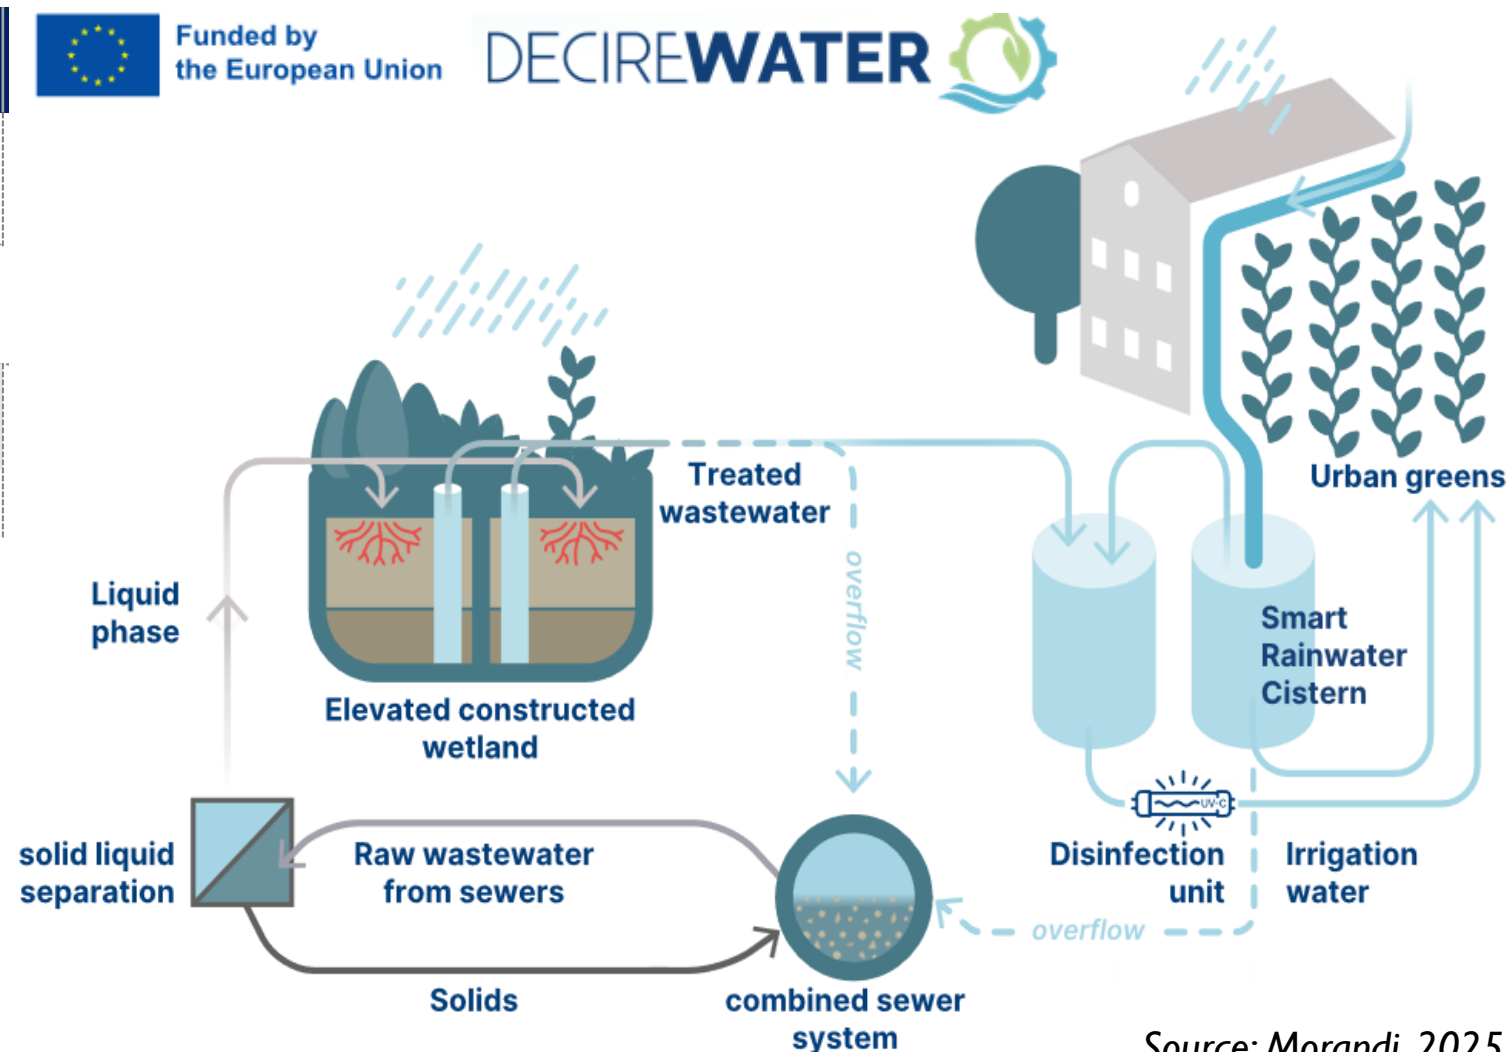 Funded by
the European Union
DECIREWATER
Treated
wastewater
Urban greens
overflow
Liquid
phase
Smart
Rainwater
Cistern
Elevated constructed
wetland
UV-C
solid liquid
separation
Raw wastewater
from sewers
Disinfection
unit
Irrigation
water
overflow
Solids
combined sewer
system
Source: Morandi, 2025